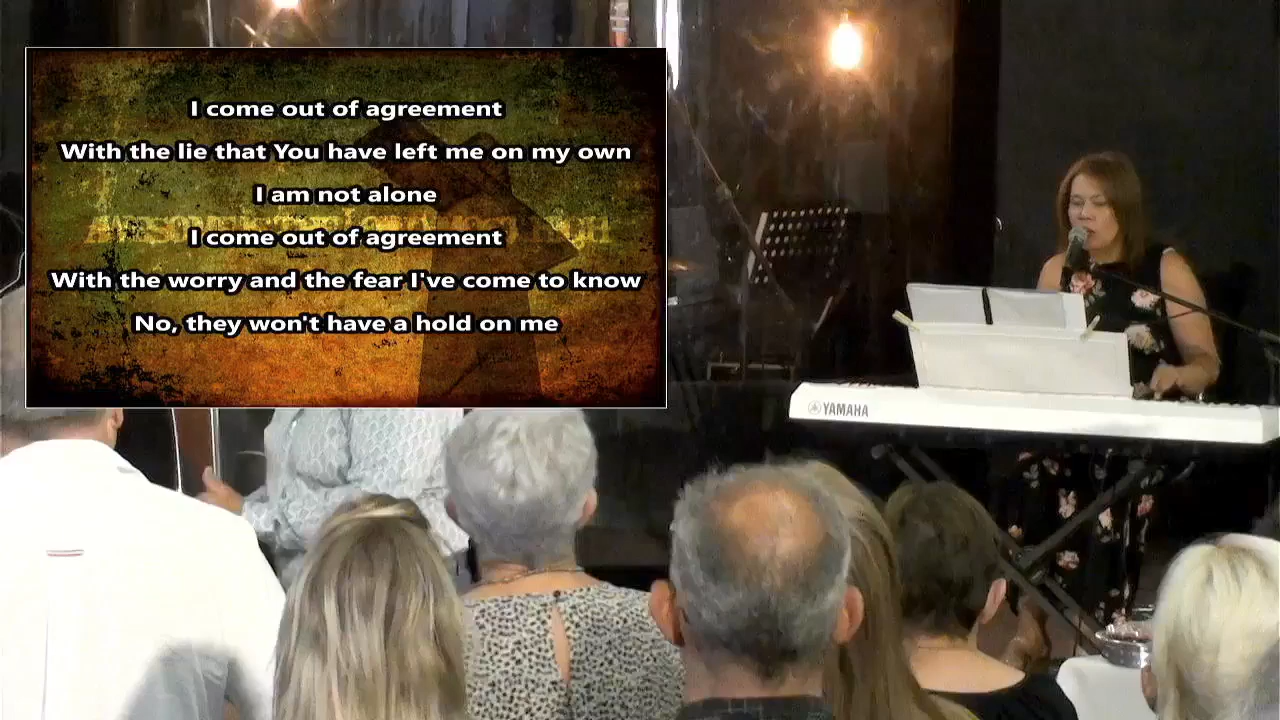 I come out of agreement
With the lie that You have left me on my own
I am not alone
I come out of agreement
With the worry and the fear I've come to know
No, they won't have a hold on me
YAMAHA